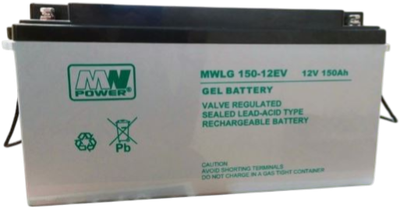 MW
POWER®
MWLG 150-12EV 12V 150Ah
GEL BATTERY
VALVE REGULATED
SEALED LEAD-ACID TYPE
RECHARGEABLE BATTERY
Pb
CAUTION
AVOID SHORTING TERMINALS
DO NOT CHARGE IN A GAS TIGHT CONTAINER